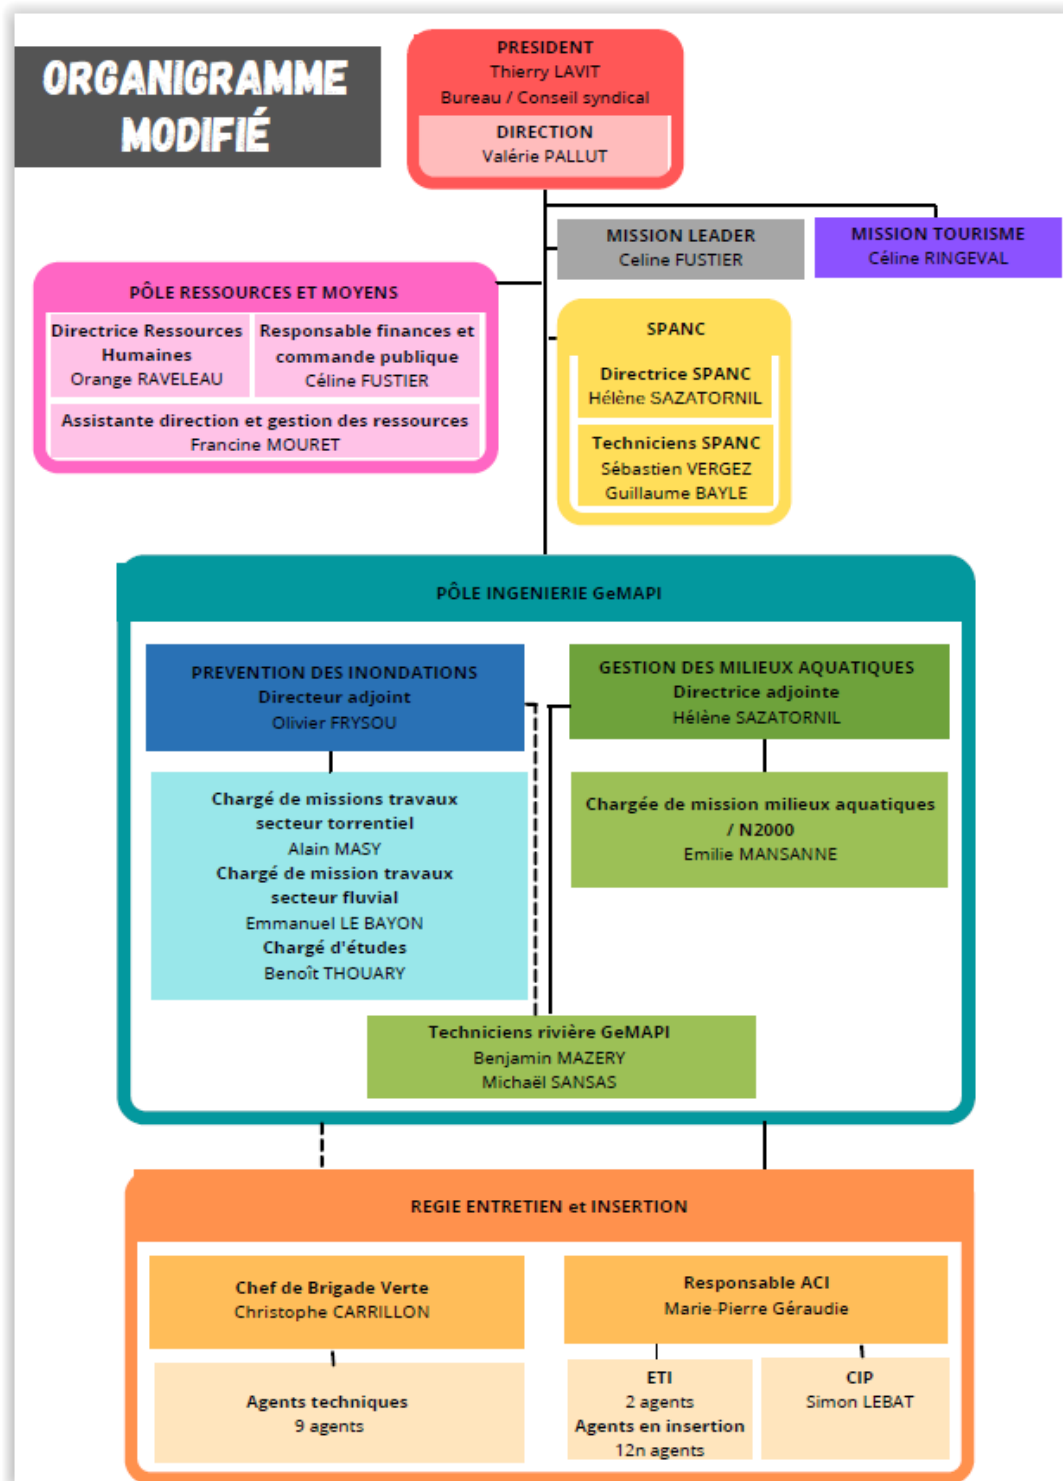 ORGANIGRAMME
MODIFIÉ
PRESIDENT
Thierry LAVIT
Bureau / Conseil syndical
DIRECTION
Valérie PALLUT
MISSION LEADER
Celine FUSTIER
MISSION TOURISME
Céline RINGEVAL
PÔLE RESSOURCES ET MOYENS
Directrice Ressources
Humaines
Orange RAVELEAU
Responsable finances et
commande publique
Céline FUSTIER
Assistante direction et gestion des ressources
Francine MOURET
SPANC
Directrice SPANC
Hélène SAZATORNIL
Techniciens SPANC
Sébastien VERGEZ
Guillaume BAYLE
PÔLE INGENIERIE GeMAPI
PREVENTION DES INONDATIONS
Directeur adjoint
Olivier FRYSOU
GESTION DES MILIEUX AQUATIQUES
Directrice adjointe
Hélène SAZATORNIL
Chargé de missions travaux
secteur torrentiel
Alain MASY
Chargé de mission travaux
secteur fluvial
Emmanuel LE BAYON
Chargé d'études
Benoît THOUARY
Chargée de mission milieux aquatiques
/ N2000
Emilie MANSANNE
Techniciens rivière GeMAPI
Benjamin MAZERY
Michaël SANSAS
REGIE ENTRETIEN et INSERTION
Chef de Brigade Verte
Christophe CARRILLON
Responsable ACI
Marie-Pierre Géraudie
Agents techniques
9 agents
ETI
2 agents
Agents en insertion
12n agents
CIP
Simon LEBAT